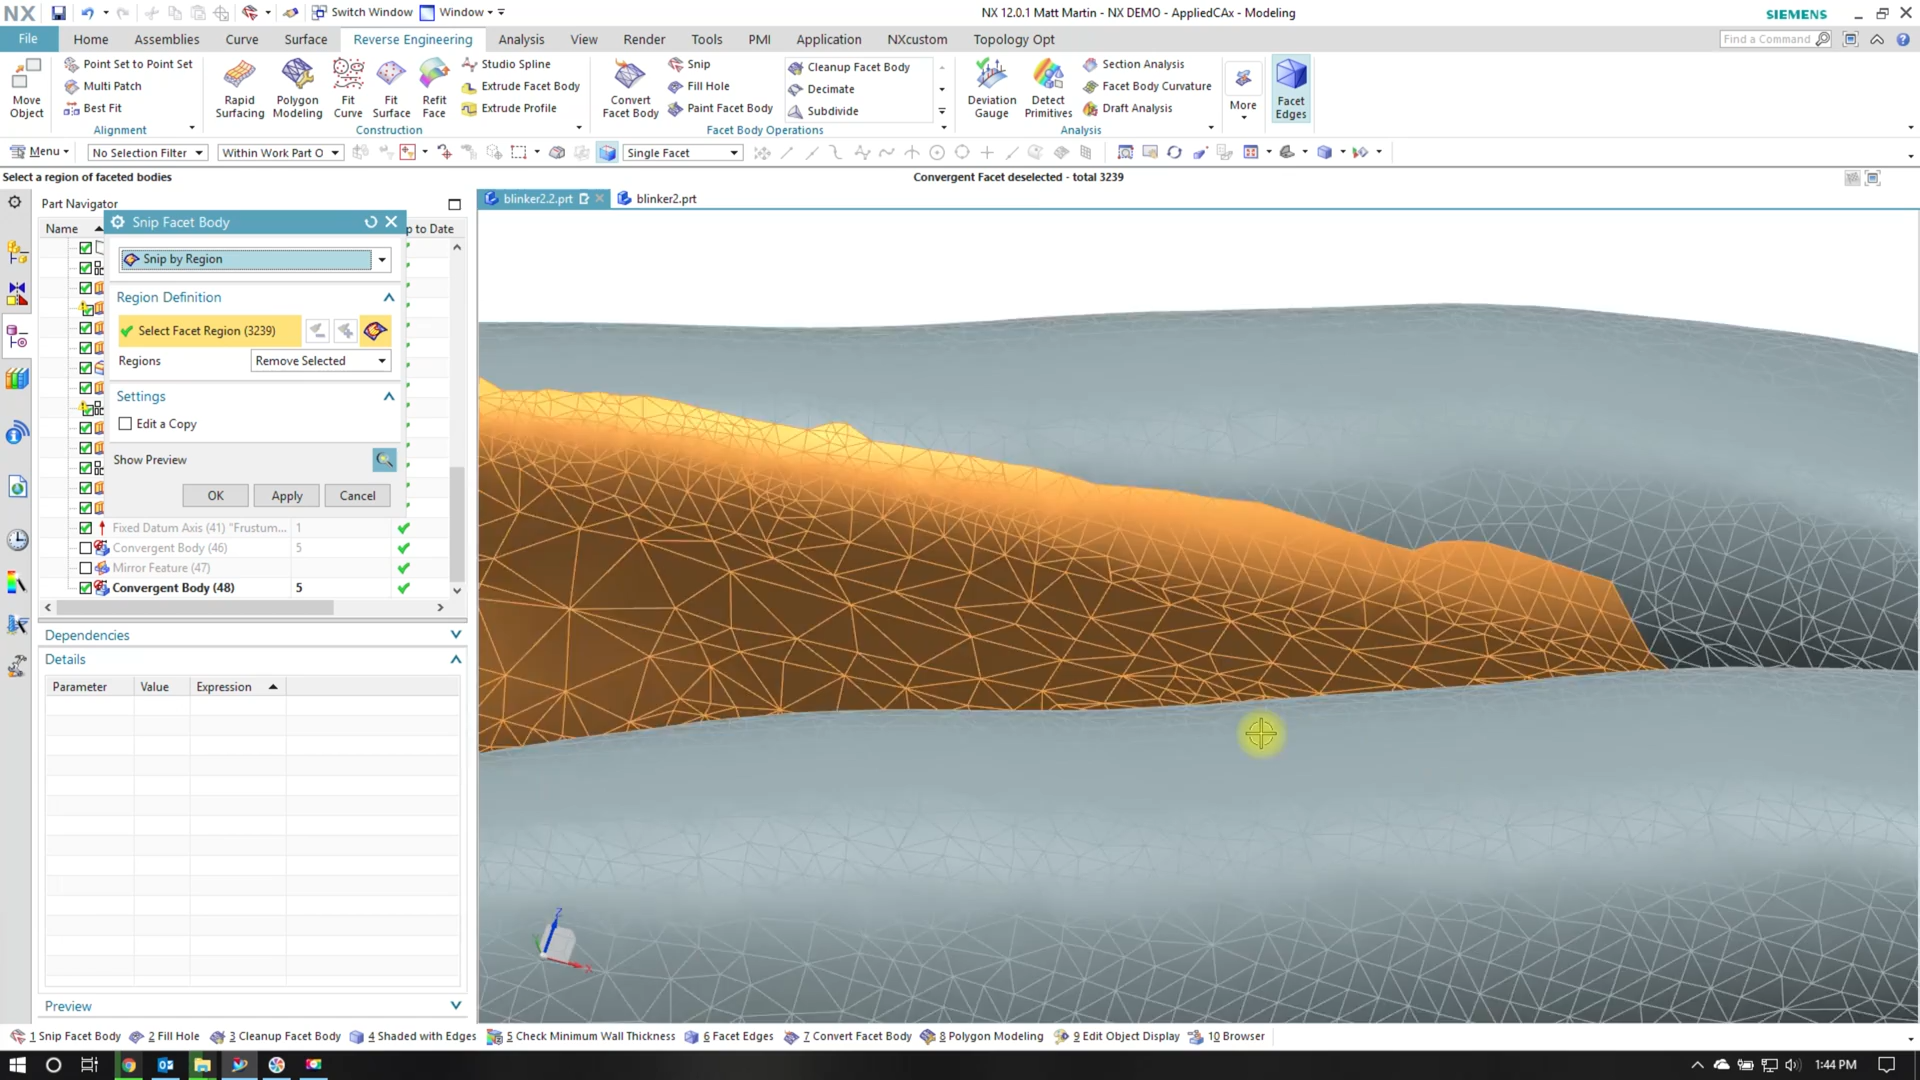 NX Switch Window Window NX 12.0.1 Matt Martin - NX DEMO - AppliedCAx - Modeling SIEMENS
File Home Assemblies Curve Surface Reverse Engineering Analysis View Render Tools PMI Application NXcustom Topology Opt Find a Command
Point Set to Point Set Studio Spline Snip Cleanup Facet Body Section Analysis
Multi Patch Extrude Facet Body Fill Hole Decimate Facet Body Curvature
Move Object Best Fit Rapid Surfacing Polygon Modeling Fit Curve Fit Surface Refit Face Extrude Profile Convert Facet Body Paint Facet Body Subdivide Deviation Gauge Detect Primitives Draft Analysis More Facet Edges
Alignment Construction Facet Body Operations Analysis
Menu No Selection Filter Within Work Part O Single Facet
Select a region of faceted bodies Convergent Facet deselected - total 3239
Part Navigator blinker2.2.prt blinker2.prt
Name p to Date
Snip Facet Body
Snip by Region
Region Definition
Select Facet Region (3239)
Regions Remove Selected
Settings
Edit a Copy
Show Preview
OK Apply Cancel
Fixed Datum Axis (41) "Frustum... 1
Convergent Body (46) 5
Mirror Feature (47)
Convergent Body (48) 5
Dependencies
Details
Parameter Value Expression
Z
X
Preview
1 Snip Facet Body 2 Fill Hole 3 Cleanup Facet Body 4 Shaded with Edges 5 Check Minimum Wall Thickness 6 Facet Edges 7 Convert Facet Body 8 Polygon Modeling 9 Edit Object Display 10 Browser
1:44 PM